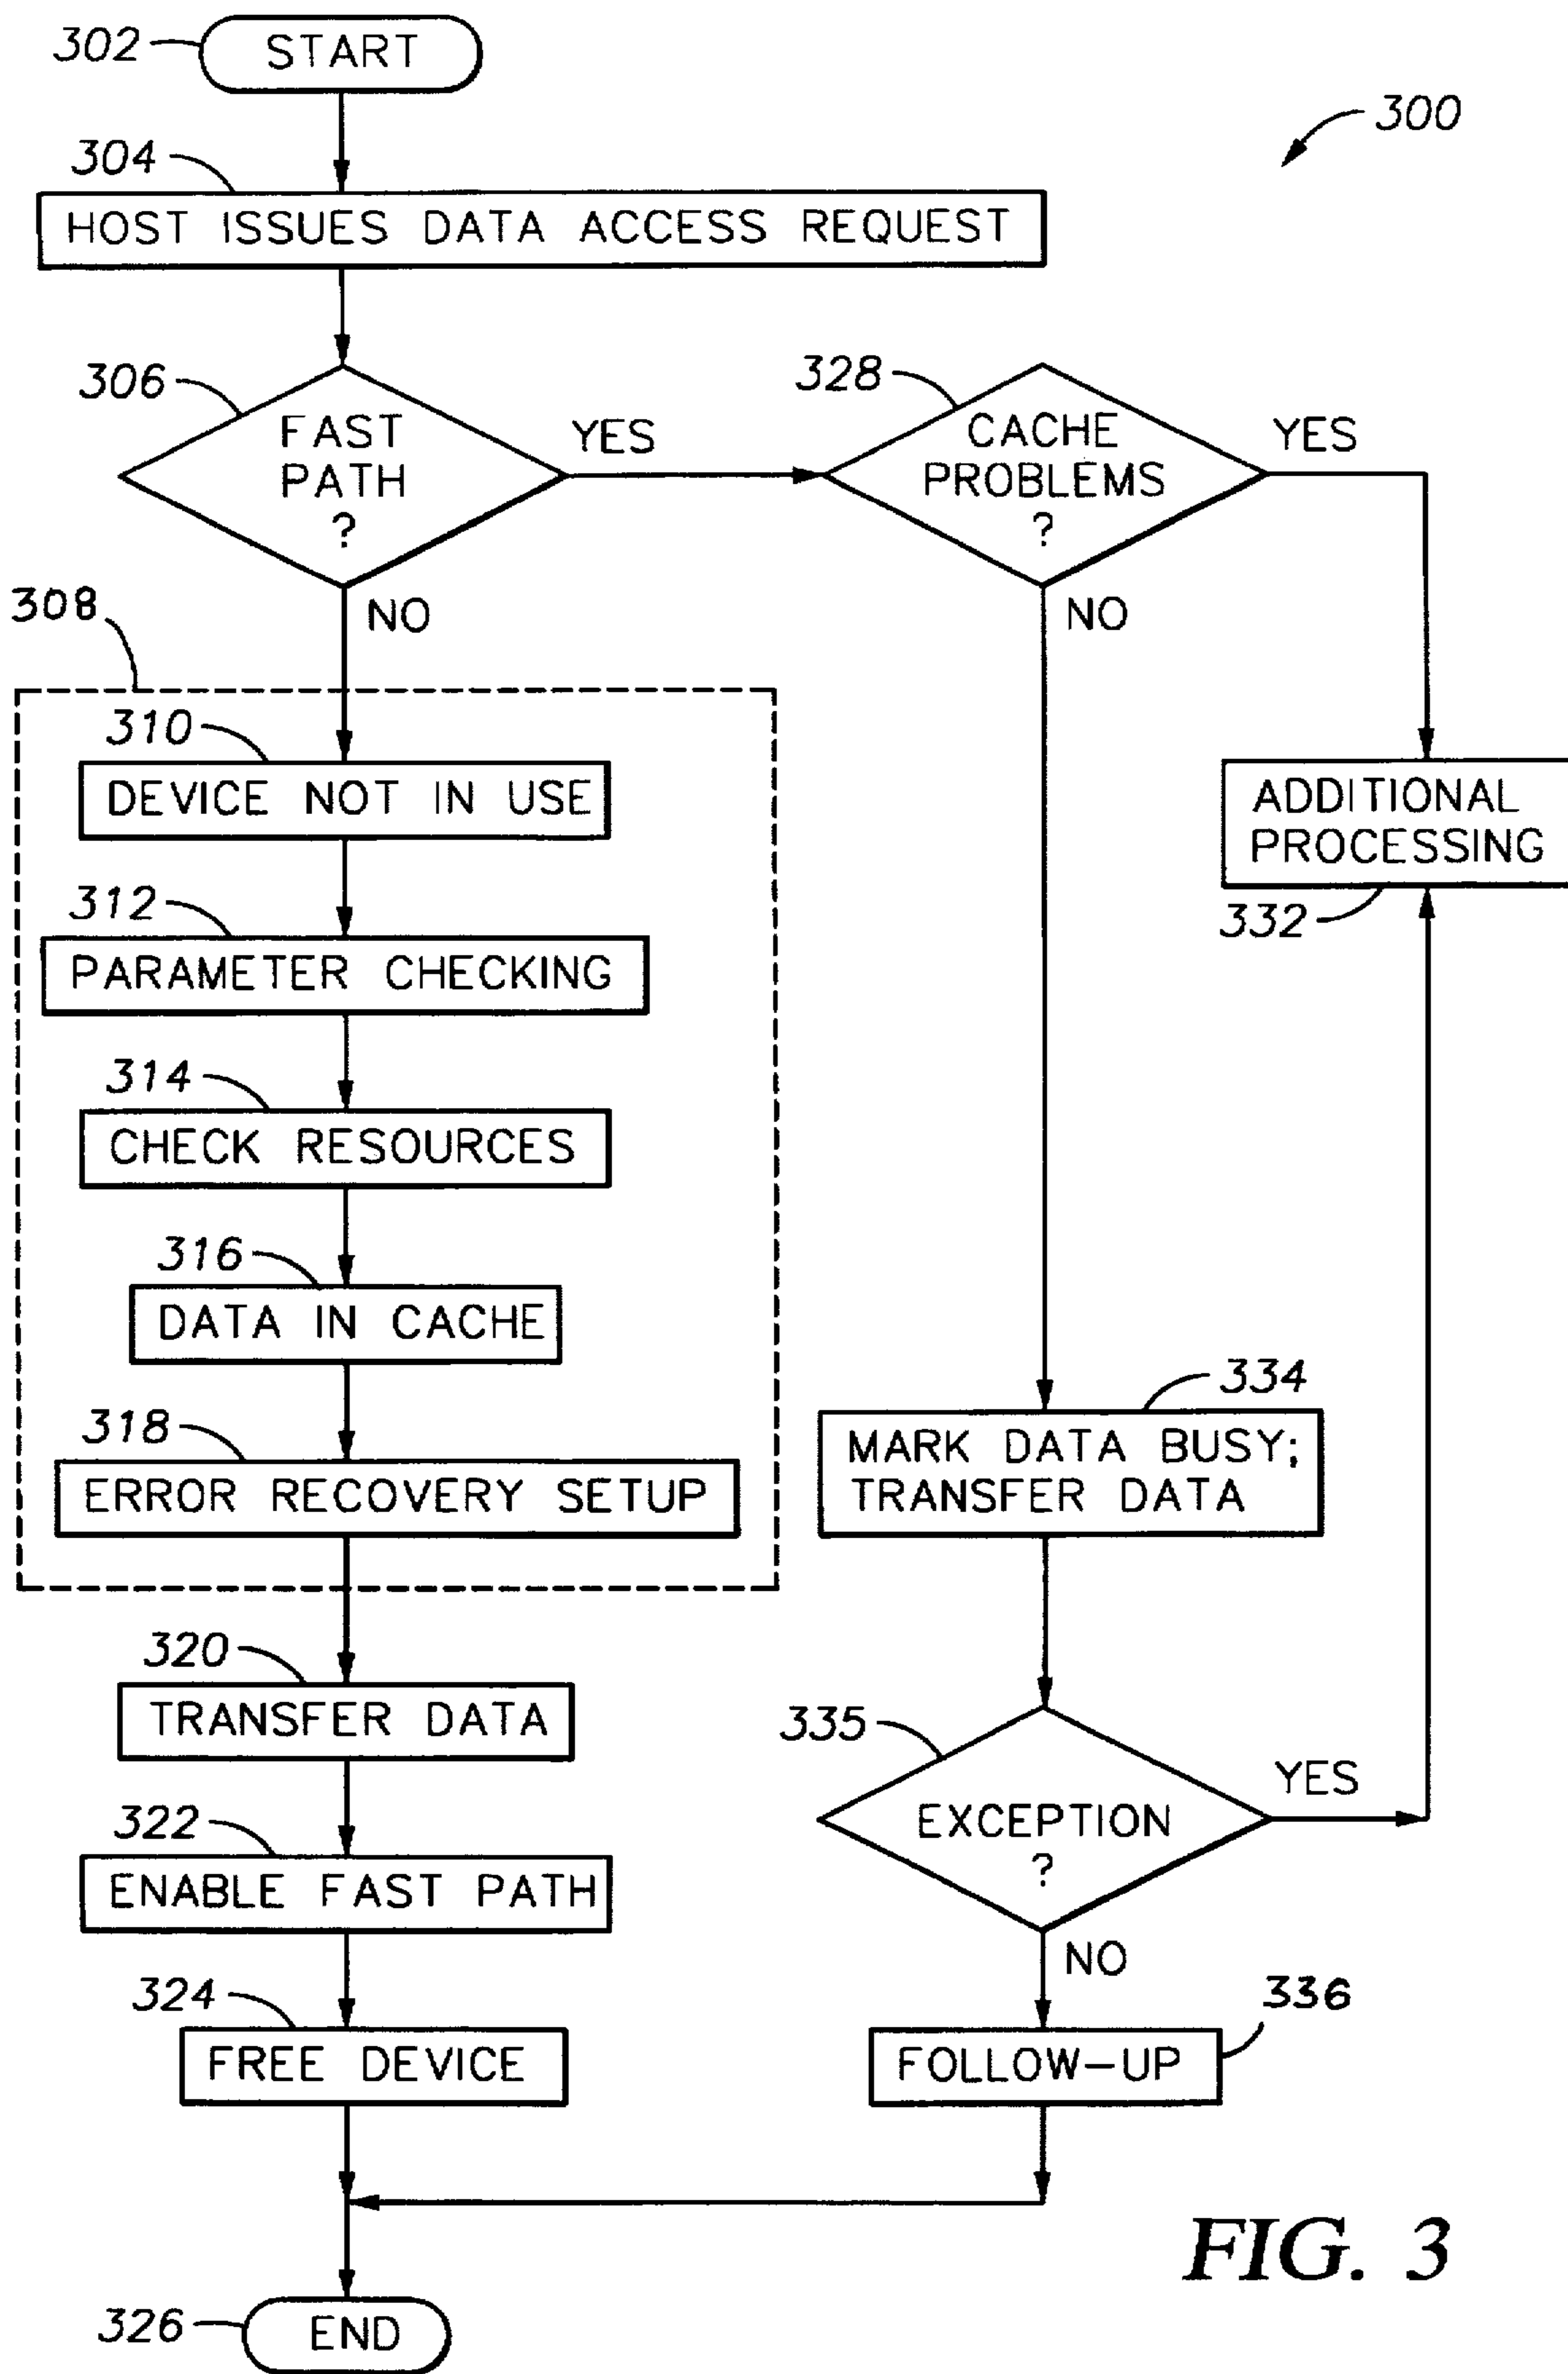 302
START
300
304
HOST ISSUES DATA ACCESS REQUEST
306
FAST
PATH
?
YES
NO
328
CACHE
PROBLEMS
?
YES
NO
308
310
DEVICE NOT IN USE
312
PARAMETER CHECKING
314
CHECK RESOURCES
316
DATA IN CACHE
318
ERROR RECOVERY SETUP
320
TRANSFER DATA
322
ENABLE FAST PATH
324
FREE DEVICE
ADDITIONAL
PROCESSING
332
334
MARK DATA BUSY;
TRANSFER DATA
335
EXCEPTION
?
YES
NO
336
FOLLOW-UP
326
END
FIG. 3